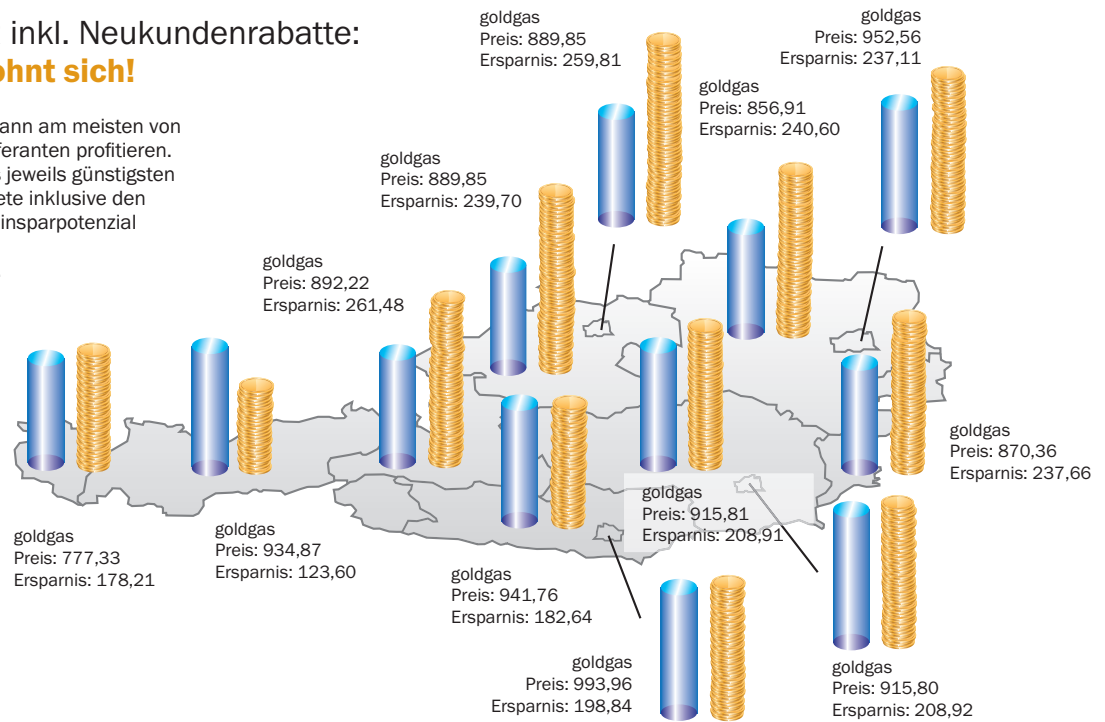 inkl. Neukundenrabatte:
sich!
am meisten von
profitieren.
jeweils günstigsten
inklusive den
goldgas
Preis: 889,85
Ersparnis: 259,81
goldgas
Preis: 952,56
Ersparnis: 237,11
goldgas
Preis: 856,91
Ersparnis: 240,60
goldgas
Preis: 889,85
Ersparnis: 239,70
goldgas
Preis: 892,22
Ersparnis: 261,48
goldgas
Preis: 777,33
Ersparnis: 178,21
goldgas
Preis: 934,87
Ersparnis: 123,60
goldgas
Preis: 941,76
Ersparnis: 182,64
goldgas
Preis: 915,81
Ersparnis: 208,91
goldgas
Preis: 870,36
Ersparnis: 237,66
goldgas
Preis: 993,96
Ersparnis: 198,84
goldgas
Preis: 915,80
Ersparnis: 208,92